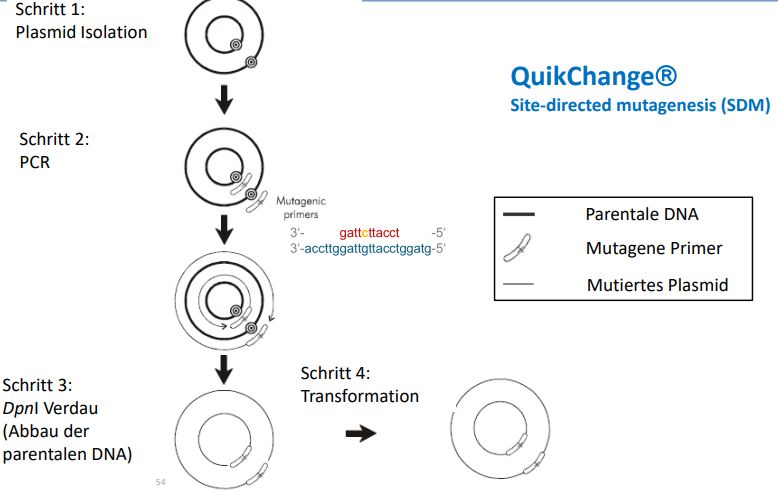 Schritt 1:
Plasmid Isolation
QuikChange®
Site-directed mutagenesis (SDM)
Schritt 2:
PCR
Mutagenic
primers
3'- gattcttacct -5'
3'-accttggattgttacctggatg-5'
Parentale DNA
Mutagene Primer
Mutiertes Plasmid
Schritt 3:
DpnI Verdau
(Abbau der
parentalen DNA)
Schritt 4:
Transformation
54